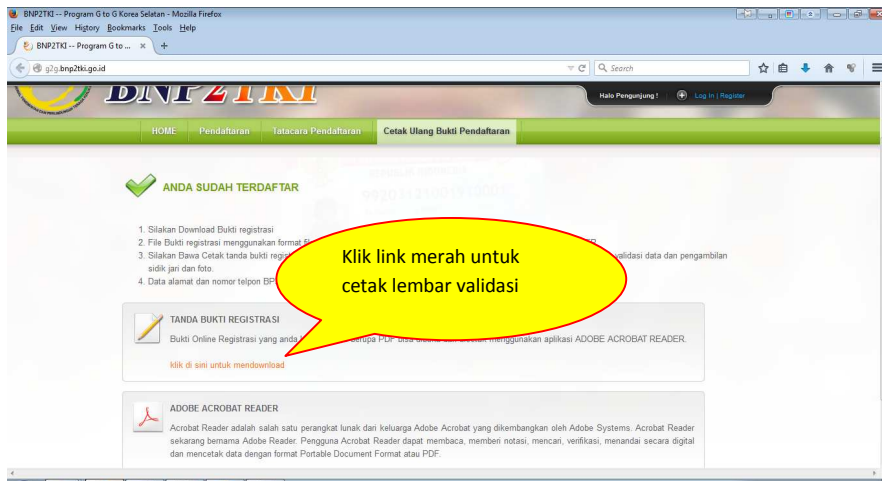 BNP2TKI -- Program G to G Korea Selatan - Mozilla Firefox
File Edit View History Bookmarks Tools Help
BNP2TKI -- Program G to ...
g2g.bnp2tki.go.id
Search
BNP2TKI
Halo Pengunjung !
Log In | Register
HOME Pendaftaran Tatacara Pendaftaran Cetak Ulang Bukti Pendaftaran
ANDA SUDAH TERDAFTAR
1. Silakan Download Bukti registrasi
2. File Bukti registrasi menggunakan format
3. Silakan Bawa Cetak tanda bukti validasi data dan pengambilan
sidik jari dan foto.
4. Data alamat dan nomor telpon
Klik link merah untuk
cetak lembar validasi
TANDA BUKTI REGISTRASI
Bukti Online Registrasi yang anda PDF menggunakan aplikasi ADOBE ACROBAT READER.
klik di sini untuk mendownload
ADOBE ACROBAT READER
Acrobat Reader adalah salah satu perangkat lunak dari keluarga Adobe Acrobat yang dikembangkan oleh Adobe Systems. Acrobat Reader
sekarang bernama Adobe Reader. Pengguna Acrobat Reader dapat membaca, memberi notasi, mencari, verifikasi, menandai secara digital
dan mencetak data dengan format Portable Document Format atau PDF.